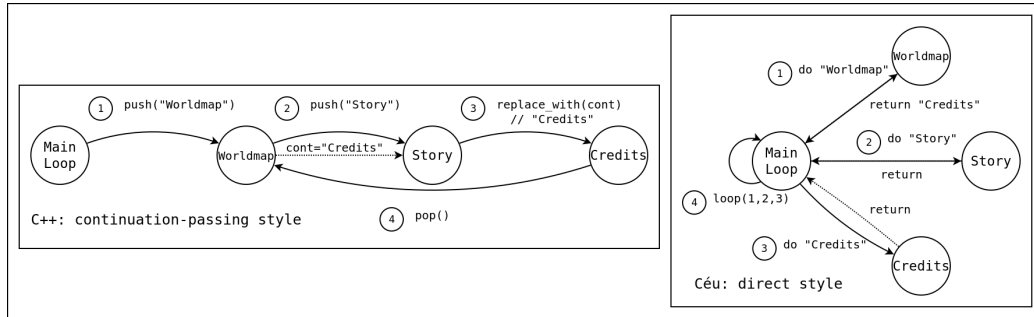 1 push("Worldmap")
2 push("Story")
3 replace_with(cont)
// "Credits"
Main
Loop
Worldmap
cont="Credits"
Story
Credits
4 pop()
C++: continuation-passing style
Worldmap
1 do "Worldmap"
return "Credits"
2 do "Story"
Main
Loop
Story
return
4 loop(1,2,3)
return
3 do "Credits"
Credits
Céu: direct style